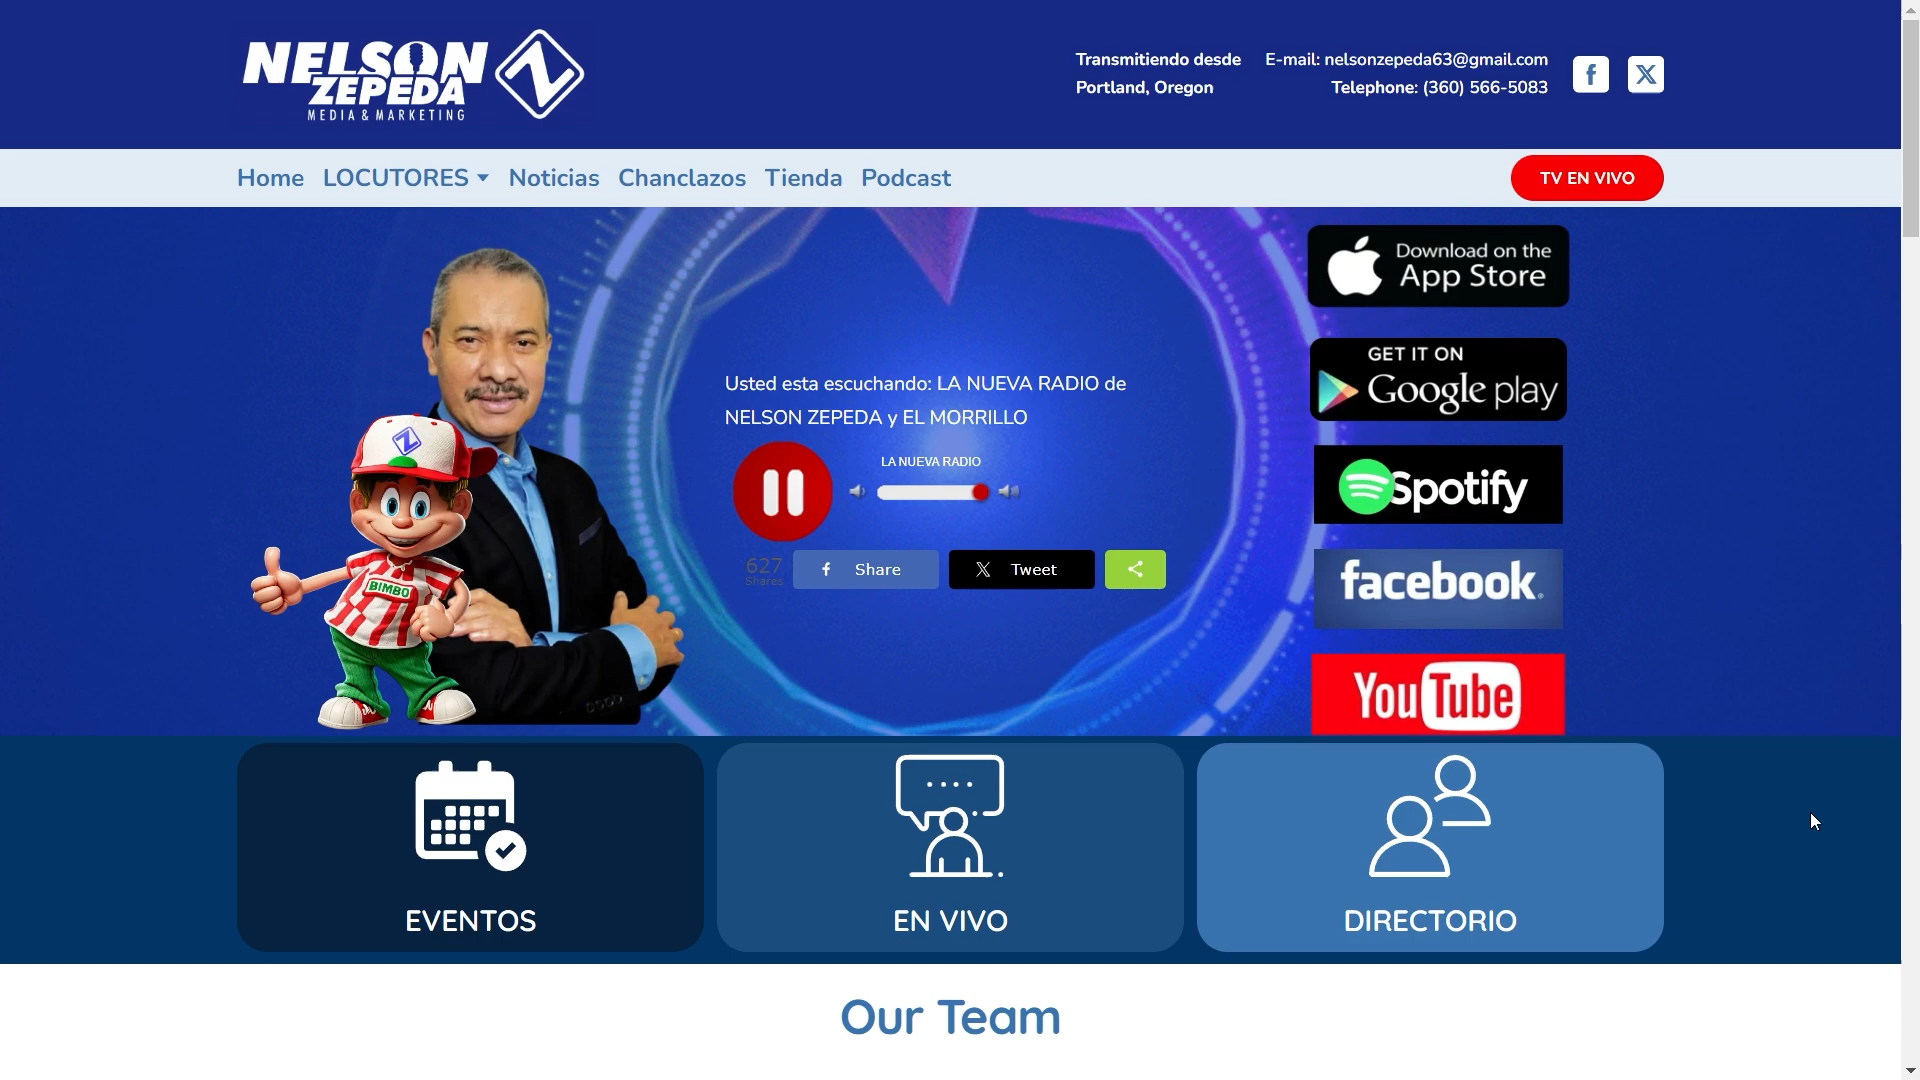 NELSON
ZEPEDA
MEDIA & MARKETING
Transmitiendo desde
Portland, Oregon
E-mail: nelsonzepeda63@gmail.com
Telephone: (360) 566-5083
Home LOCUTORES Noticias Chanclazos Tienda Podcast
TV EN VIVO
Download on the
App Store
GET IT ON
Google play
Spotify
facebook
YouTube
BIMBO
Usted esta escuchando: LA NUEVA RADIO de
NELSON ZEPEDA y EL MORRILLO
LA NUEVA RADIO
627
Shares
Share
Tweet
EVENTOS
EN VIVO
DIRECTORIO
Our Team